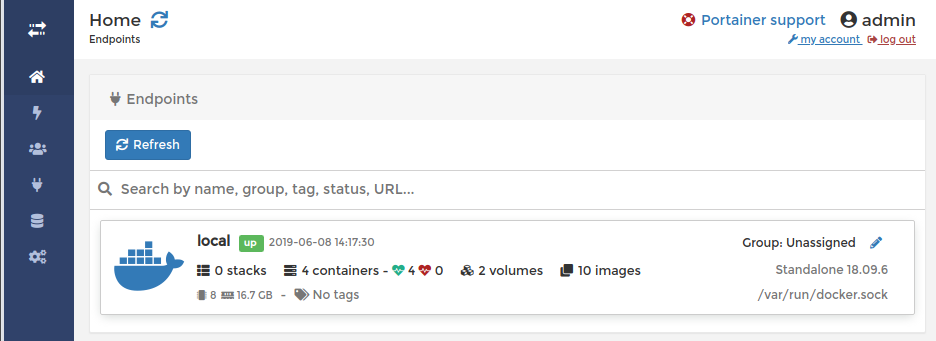 Home
Endpoints
Portainer support admin
my account log out
Endpoints
Refresh
Search by name, group, tag, status, URL...
local up 2019-06-08 14:17:30
Group: Unassigned
0 stacks 4 containers - 4 0 2 volumes 10 images
Standalone 18.09.6
8 16.7 GB - No tags
/var/run/docker.sock